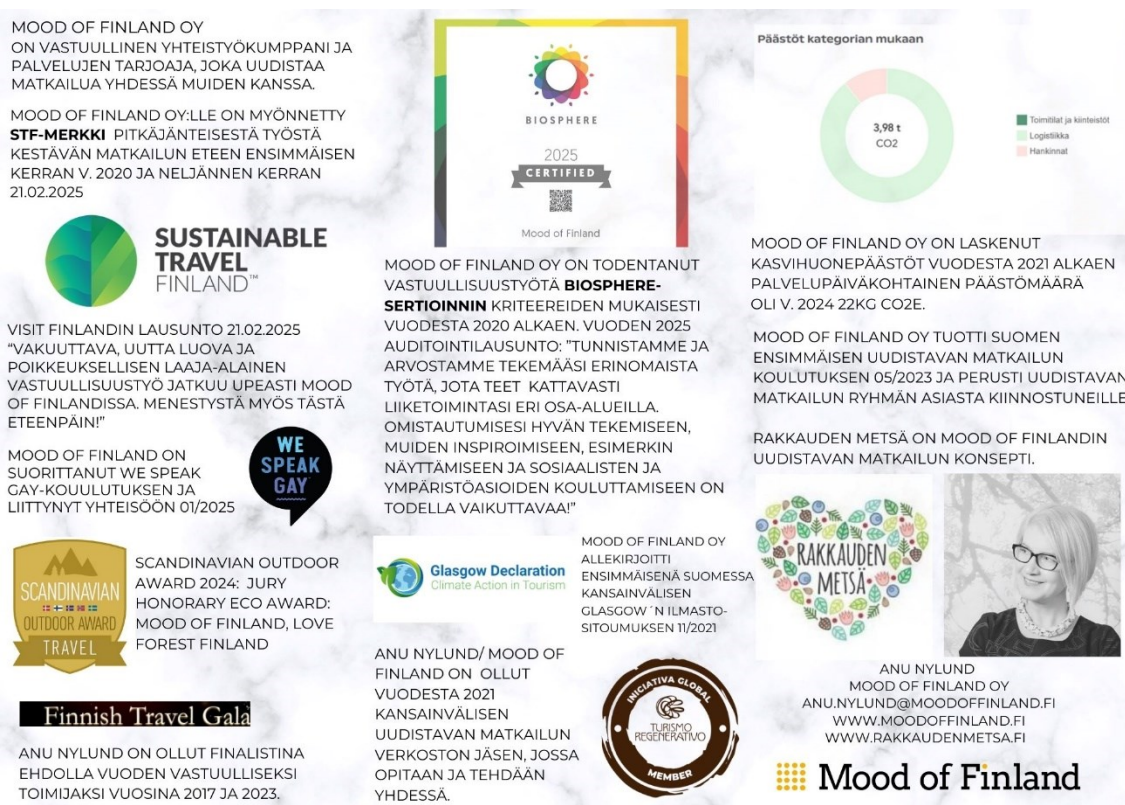 MOOD OF FINLAND OY
ON VASTUULLINEN YHTEISTYÖKUMPPANI JA
PALVELUJEN TARJOAJA, JOKA UUDISTAA
MATKAILUA YHDESSÄ MUIDEN KANSSA.
MOOD OF FINLAND OY:LLE ON MYÖNNETTY
STF-MERKKI PITKÄJÄNTEISESTÄ TYÖSTÄ
KESTÄVÄN MATKAILUN ETEEN ENSIMMÄISEN
KERRAN V. 2020 JA NELJÄNNEN KERRAN
21.02.2025
SUSTAINABLE
TRAVEL
FINLAND™
VISIT FINLANDIN LAUSUNTO 21.02.2025
"VAKUUTTAVA, UUTTA LUOVA JA
POIKKEUKSELLISEN LAAJA-ALAINEN
VASTUULLISUUSTYÖ JATKUU UPEASTI MOOD
OF FINLANDISSA. MENESTYSTÄ MYÖS TÄSTÄ
ETEENPÄIN!"
MOOD OF FINLAND ON
SUORITTANUT WE SPEAK
GAY-KOUULUTUKSEN JA
LIITTYNYT YHTEISÖÖN 01/2025
WE
SPEAK
GAY
SCANDINAVIAN
OUTDOOR AWARD
TRAVEL
SCANDINAVIAN OUTDOOR
AWARD 2024: JURY
HONORARY ECO AWARD:
MOOD OF FINLAND, LOVE
FOREST FINLAND
Finnish Travel Gala
ANU NYLUND ON OLLUT FINALISTINA
EHDOLLA VUODEN VASTUULLISEKSI
TOIMIJAKSI VUOSINA 2017 JA 2023.
BIOSPHERE
2025
CERTIFIED
Mood of Finland
MOOD OF FINLAND OY ON TODENTANUT
VASTUULLISUUSTYÖTÄ BIOSPHERE-
SERTIOINNIN KRITEEREIDEN MUKAISESTI
VUODESTA 2020 ALKAEN. VUODEN 2025
AUDITOINTILAUSUNTO: "TUNNISTAMME JA
ARVOSTAMME TEKEMÄÄSI ERINOMAISTA
TYÖTÄ, JOTA TEET KATTAVASTI
LIIKETOIMINTASI ERI OSA-ALUEILLA.
OMISTAUTUMISESI HYVÄN TEKEMISEEN,
MUIDEN INSPIROIMISEEN, ESIMERKIN
NÄYTTÄMISEEN JA SOSIAALISTEN JA
YMPÄRISTÖASIOIDEN KOULUTTAMISEEN ON
TODELLA VAIKUTTAVAA!"
Glasgow Declaration
Climate Action in Tourism
MOOD OF FINLAND OY
ALLEKIRJOITTI
ENSIMMÄISENÄ SUOMESSA
KANSAINVÄLISEN
GLASGOW ´N ILMASTO-
SITOUMUKSEN 11/2021
ANU NYLUND/ MOOD OF
FINLAND ON OLLUT
VUODESTA 2021
KANSAINVÄLISEN
UUDISTAVAN MATKAILUN
VERKOSTON JÄSEN, JOSSA
OPITAAN JA TEHDÄÄN
YHDESSÄ.
INICIATIVA GLOBAL
TURISMO
REGENERATIVO
MEMBER
Päästöt kategorian mukaan
3,98 t
CO2
Toimitilat ja kiinteistöt
Logistiikka
Hankinnat
MOOD OF FINLAND OY ON LASKENUT
KASVIHUONEPÄÄSTÖT VUODESTA 2021 ALKAEN
PALVELUPÄIVÄKOHTAINEN PÄÄSTÖMÄÄRÄ
OLI V. 2024 22KG CO2E.
MOOD OF FINLAND OY TUOTTI SUOMEN
ENSIMMÄISEN UUDISTAVAN MATKAILUN
KOULUTUKSEN 05/2023 JA PERUSTI UUDISTAVAN
MATKAILUN RYHMÄN ASIASTA KIINNOSTUNEILLE
RAKKAUDEN METSÄ ON MOOD OF FINLANDIN
UUDISTAVAN MATKAILUN KONSEPTI.
RAKKAUDEN
METSÄ
ANU NYLUND
MOOD OF FINLAND OY
ANU.NYLUND@MOODOFFINLAND.FI
WWW.MOODOFFINLAND.FI
WWW.RAKKAUDENMETSA.FI
Mood of Finland